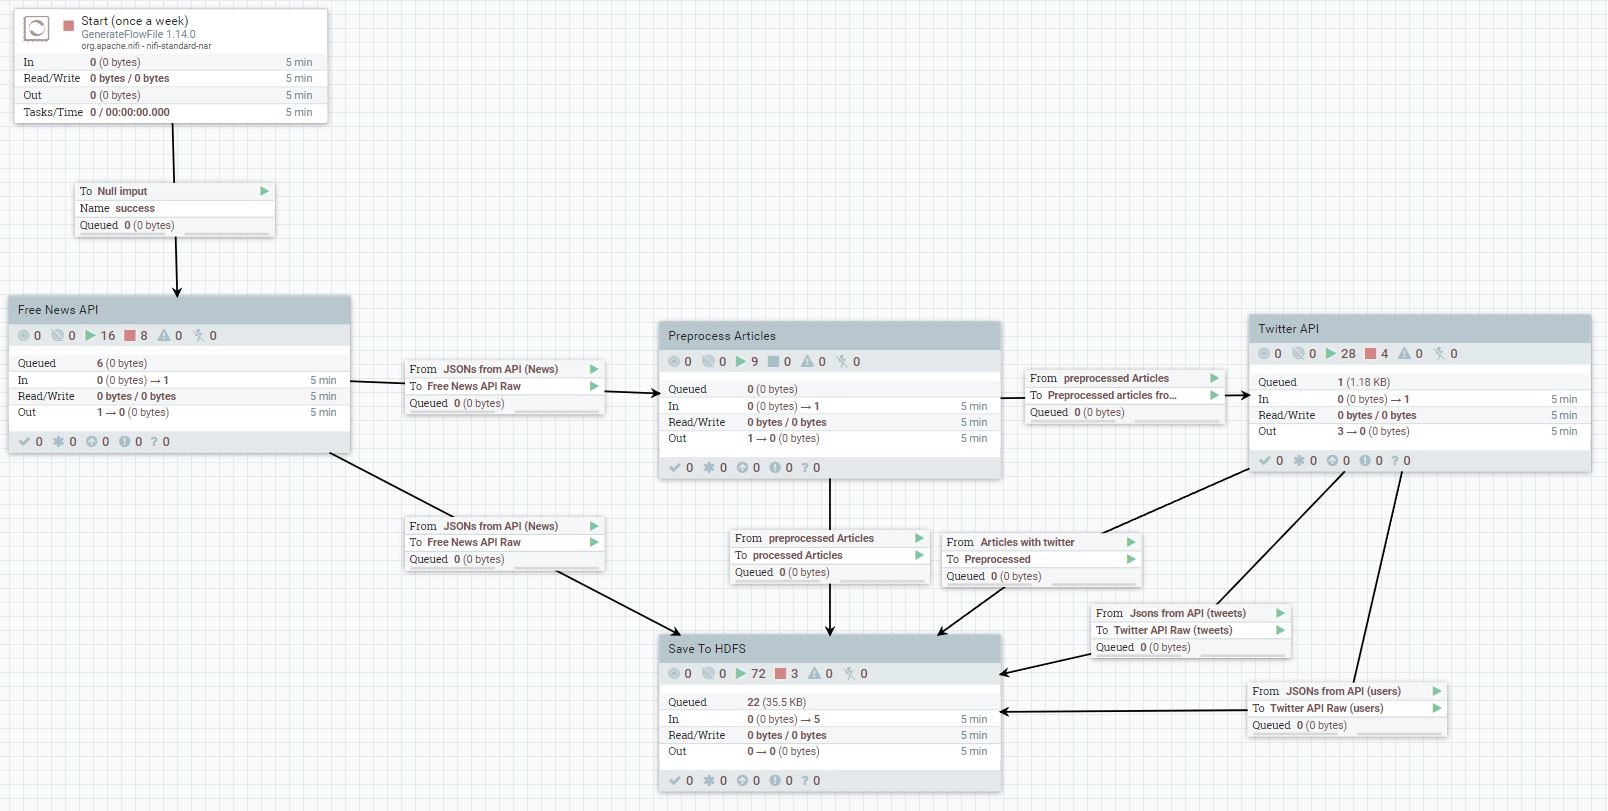 Start (once a week)
GenerateFlowFile 1.14.0
org.apache.nifi - nifi-standard-nar
In 0 (0 bytes) 5 min
Read/Write 0 bytes / 0 bytes 5 min
Out 0 (0 bytes) 5 min
Tasks/Time 0 / 00:00:00.000 5 min
To Null imput
Name success
Queued 0 (0 bytes)
Free News API
0 0 16 8 0 0
Queued 6 (0 bytes)
In 0 (0 bytes) → 1 5 min
Read/Write 0 bytes / 0 bytes 5 min
Out 1 → 0 (0 bytes) 5 min
0 0 0 0 ? 0
From JSONs from API (News)
To Free News API Raw
Queued 0 (0 bytes)
Preprocess Articles
0 0 9 0 0 0
Queued 0 (0 bytes)
In 0 (0 bytes) → 1 5 min
Read/Write 0 bytes / 0 bytes 5 min
Out 1 → 0 (0 bytes) 5 min
0 0 0 0 ? 0
From preprocessed Articles
To Preprocessed articles fro...
Queued 0 (0 bytes)
Twitter API
0 0 28 4 0 0
Queued 1 (1.18 KB)
In 0 (0 bytes) → 1 5 min
Read/Write 0 bytes / 0 bytes 5 min
Out 3 → 0 (0 bytes) 5 min
0 0 0 0 ? 0
From JSONs from API (News)
To Free News API Raw
Queued 0 (0 bytes)
From preprocessed Articles
To processed Articles
Queued 0 (0 bytes)
From Articles with twitter
To Preprocessed
Queued 0 (0 bytes)
From Jsons from API (tweets)
To Twitter API Raw (tweets)
Queued 0 (0 bytes)
From JSONs from API (users)
To Twitter API Raw (users)
Queued 0 (0 bytes)
Save To HDFS
0 0 72 3 0 0
Queued 22 (35.5 KB)
In 0 (0 bytes) → 5 5 min
Read/Write 0 bytes / 0 bytes 5 min
Out 0 → 0 (0 bytes) 5 min
0 0 0 0 ? 0